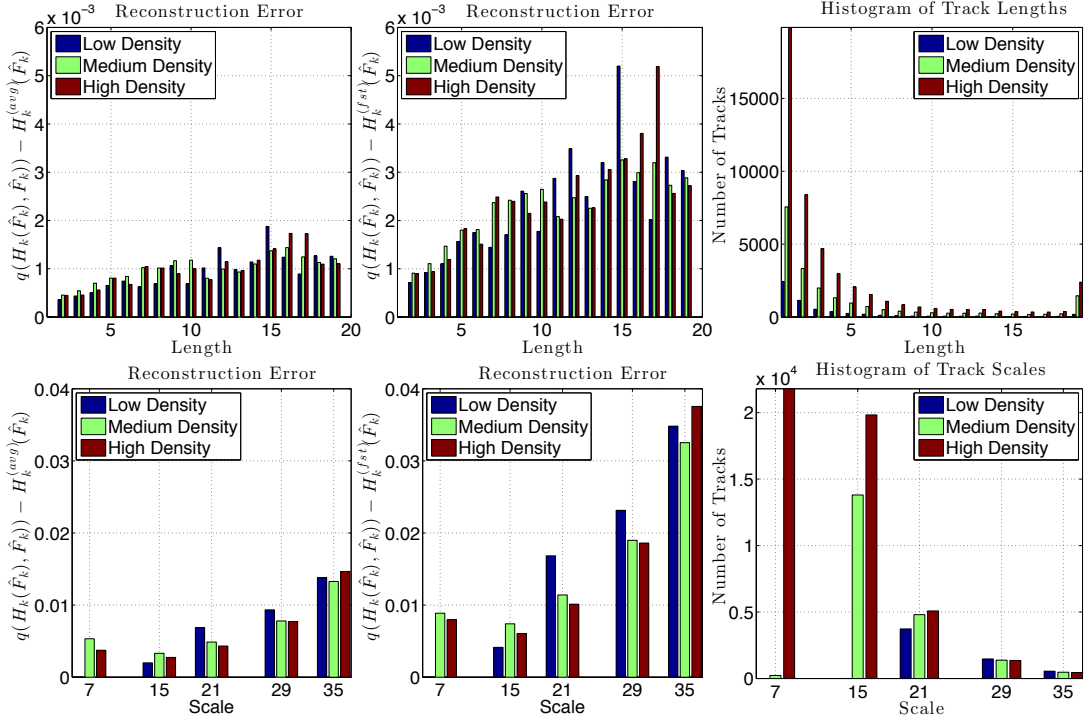 Reconstruction Error
x 10⁻³
6
5
4
3
2
1
0
5
10
15
20
Length
q(H_k(F̂_k), F̂_k)) − H_k^(avg)(F̂_k)
Low Density
Medium Density
High Density
Reconstruction Error
x 10⁻³
6
5
4
3
2
1
0
5
10
15
20
Length
q(H_k(F̂_k), F̂_k)) − H_k^(fst)(F̂_k)
Low Density
Medium Density
High Density
Histogram of Track Lengths
15000
10000
5000
0
5
10
15
Length
Number of Tracks
Low Density
Medium Density
High Density
Reconstruction Error
0.04
0.03
0.02
0.01
0
7
15
21
29
35
Scale
q(H_k(F̂_k), F̂_k)) − H_k^(avg)(F̂_k)
Low Density
Medium Density
High Density
Reconstruction Error
0.04
0.03
0.02
0.01
0
7
15
21
29
35
Scale
q(H_k(F̂_k), F̂_k)) − H_k^(fst)(F̂_k)
Low Density
Medium Density
High Density
Histogram of Track Scales
x 10⁴
2
1.5
1
0.5
0
7
15
21
29
35
Scale
Number of Tracks
Low Density
Medium Density
High Density